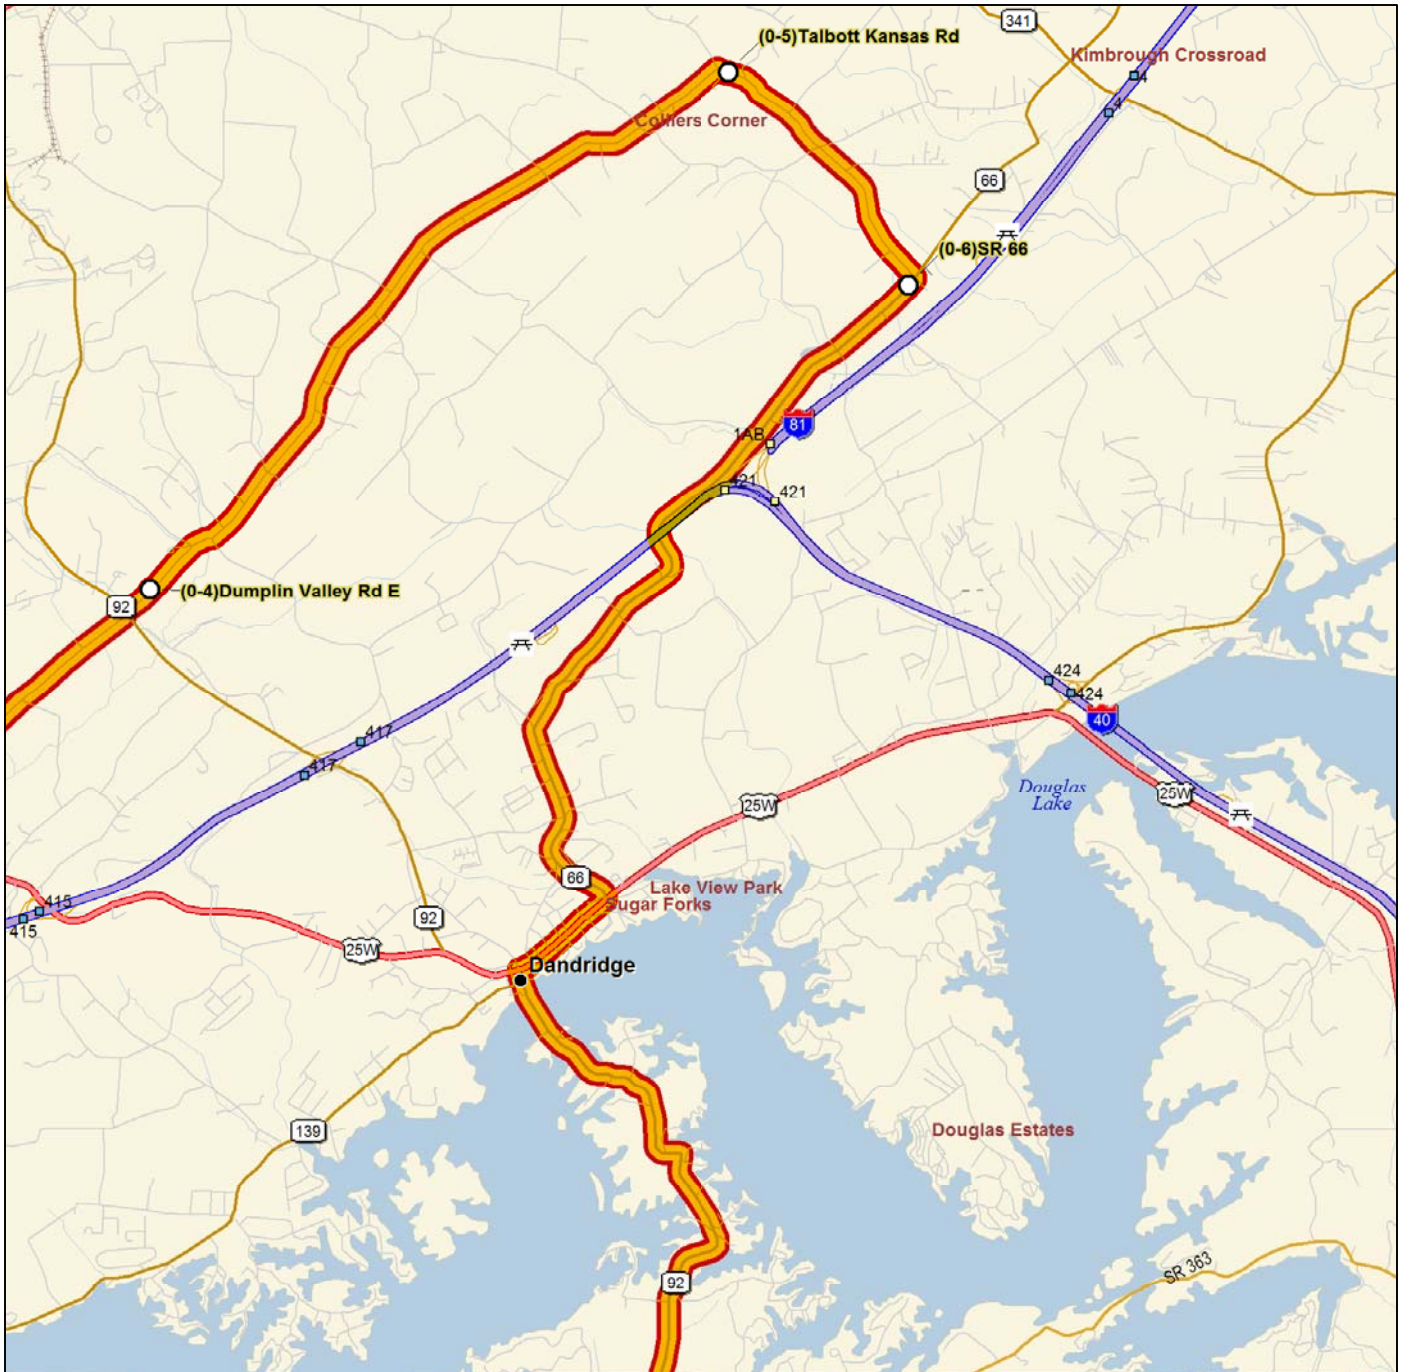 341
(0-5)Talbott Kansas Rd
Kimbrough Crossroad
4
4
Colliers Corner
66
(0-6)SR 66
81
1AB
421
421
(0-4)Dumplin Valley Rd E
92
424
424
40
417
417
Douglas
Lake
25W
25W
66
Lake View Park
Sugar Forks
415
415
92
25W
Dandridge
139
Douglas Estates
SR 363
92